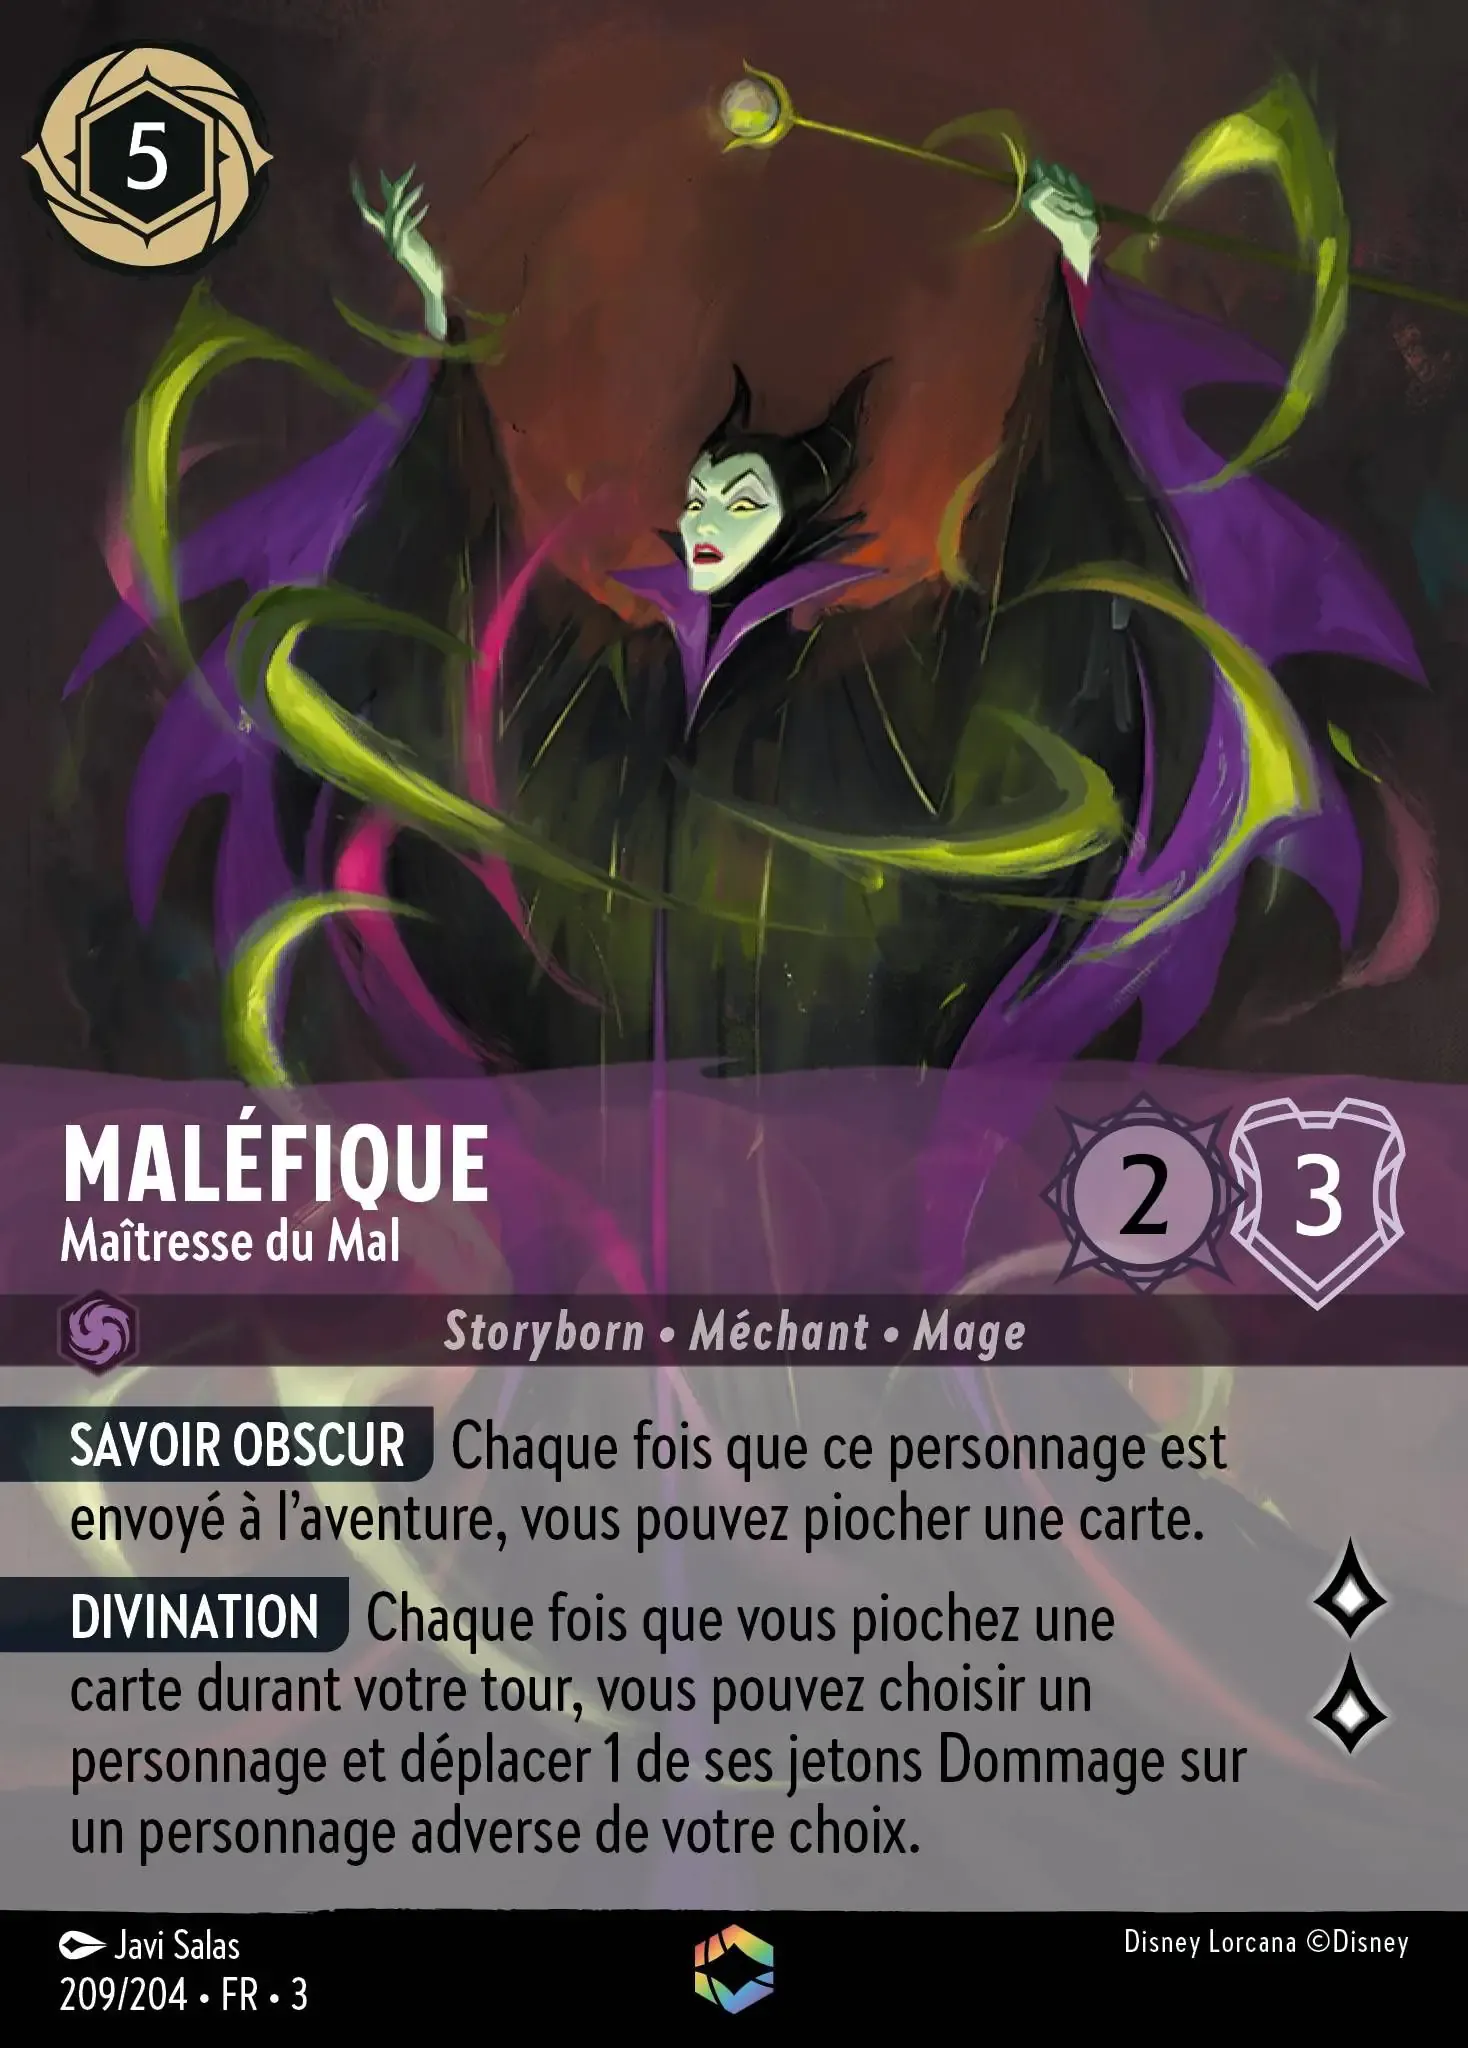 5
MALÉFIQUE
Maîtresse du Mal
2
3
Storyborn • Méchant • Mage
SAVOIR OBSCUR Chaque fois que ce personnage est
envoyé à l’aventure, vous pouvez piocher une carte.
DIVINATION Chaque fois que vous piochez une
carte durant votre tour, vous pouvez choisir un
personnage et déplacer 1 de ses jetons Dommage sur
un personnage adverse de votre choix.
Javi Salas
Disney Lorcana ©Disney
209/204 • FR • 3